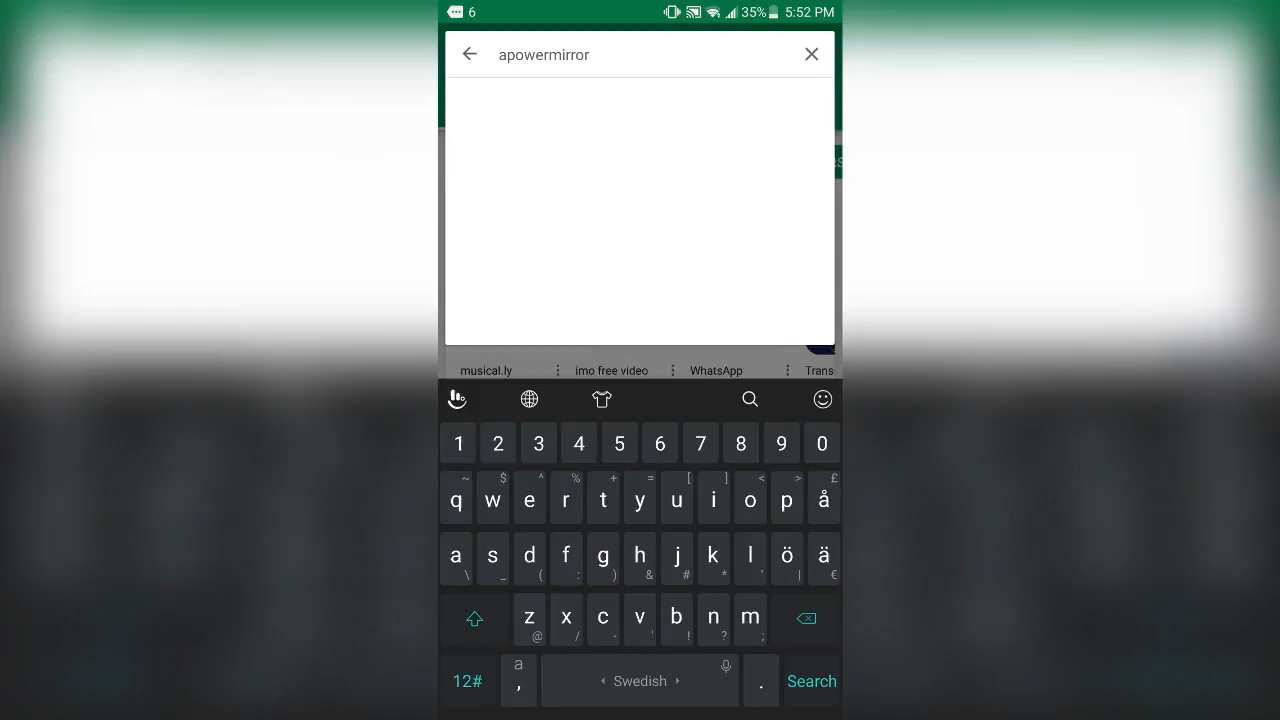 6 35% 5:52 PM
apowermirror
musical.ly imo free video WhatsApp Trans
1 2 3 4 5 6 7 8 9 0
~ $ ^ % + = [ ] < > £
q w e r t y u i o p å
a s d f g h j k l ö ä
\ _ ( : ) & # * ' | €
z x c v b n m
@ / - ' ! ? ;
a
12# , Swedish . Search